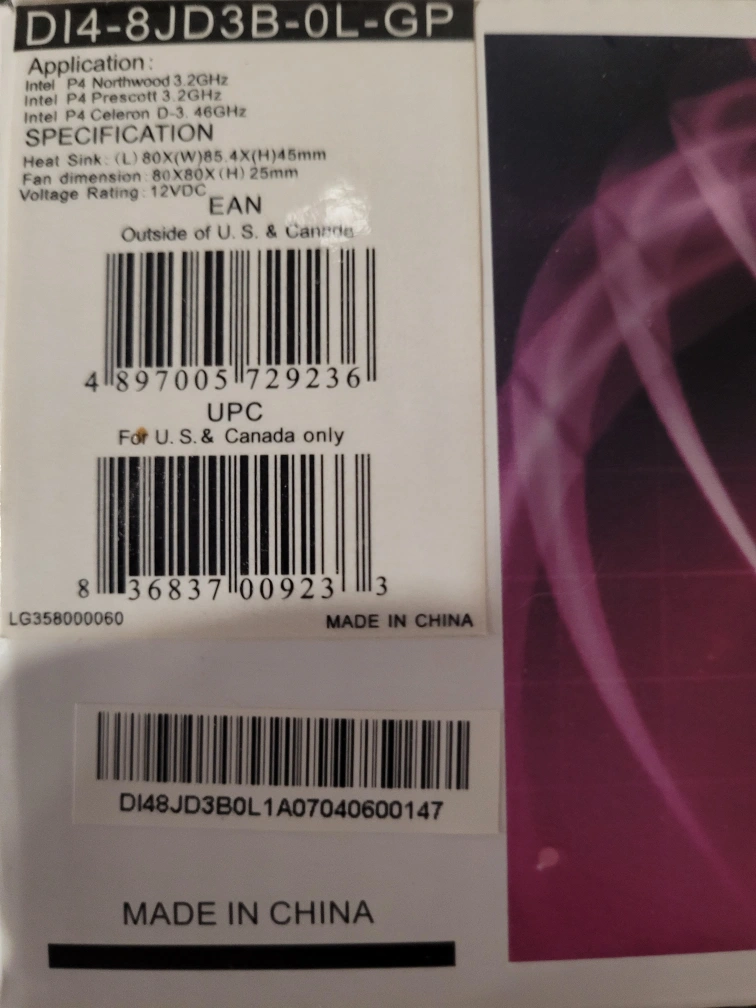 DI4-8JD3B-0L-GP
Application:
Intel P4 Northwood 3.2GHz
Intel P4 Prescott 3.2GHz
Intel P4 Celeron D-3. 46GHz
SPECIFICATION
Heat Sink: (L) 80X(W)85.4X(H)45mm
Fan dimension: 80X80X(H) 25mm
Voltage Rating: 12VDC
EAN
Outside of U. S. & Canada
4 897005 729236
UPC
For U. S. & Canada only
8 36837 00923 3
LG358000060 MADE IN CHINA
DI48JD3B0L1A07040600147
MADE IN CHINA